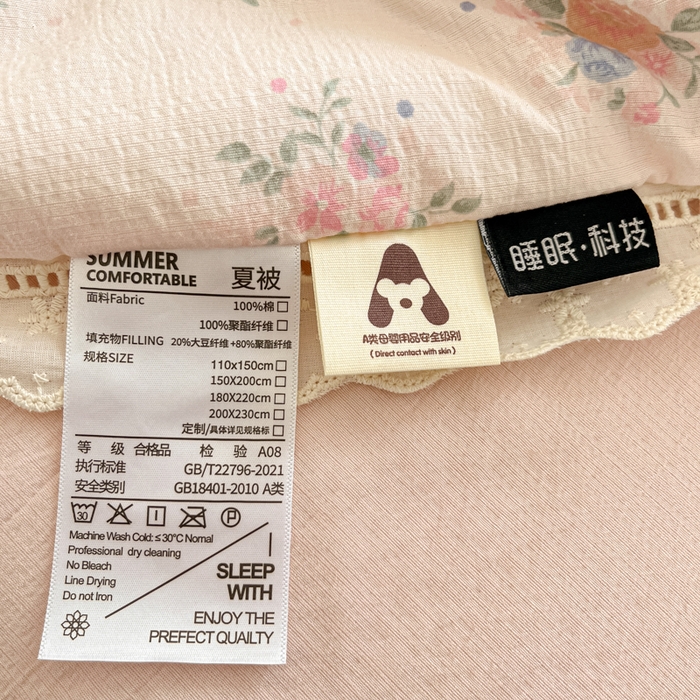 SUMMER
COMFORTABLE 夏被
面料Fabric
100%棉
100%聚酯纤维
填充物FILLING 20%大豆纤维+80%聚酯纤维
规格SIZE
110x150cm
150X200cm
180X220cm
200X230cm
定制/具体详见规格标
等 级 合格品 检 验 A08
执行标准 GB/T22796-2021
安全类别 GB18401-2010 A类
30 P
Machine Wash Cold: ≤30°C Normal
Professional dry cleaning
No Bleach
Line Drying
Do not Iron
SLEEP
WITH
ENJOY THE
PREFECT QUAILTY
A类母婴用品安全级别
( Direct contact with skin )
睡眠·科技